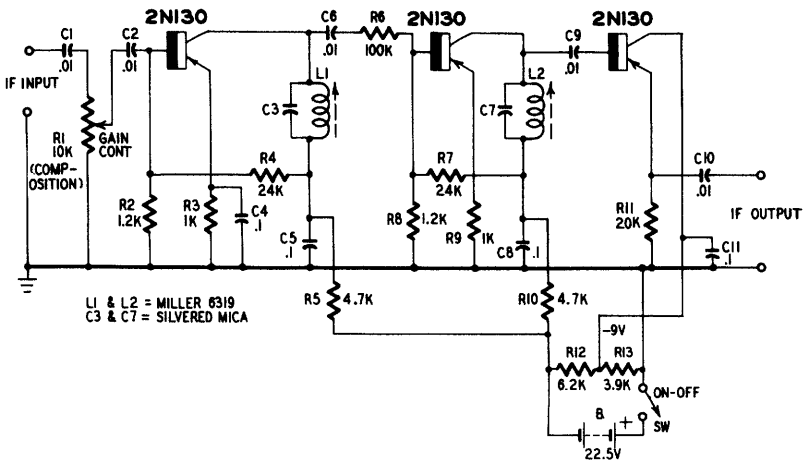 2N130
2N130
2N130
C1
.01
C2
.01
C6
.01
R6
100K
C9
.01
IF INPUT
R1
10K
(COMP-
OSITION)
GAIN
CONT
C3
L1
C7
L2
R4
24K
R7
24K
C10
.01
R2
1.2K
R3
1K
C4
.1
C5
.1
R8
1.2K
R9
1K
C8
.1
R11
20K
IF OUTPUT
C11
.1
L1 & L2 = MILLER 6319
C3 & C7 = SILVERED MICA
R5
4.7K
R10
4.7K
-9V
R12
6.2K
R13
3.9K
ON-OFF
SW
B
+
22.5V